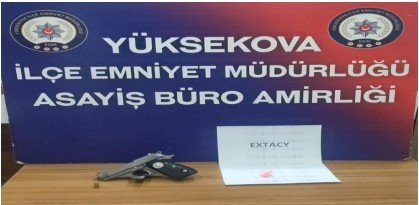 YÜKSEKOVA
İLÇE EMNİYET MÜDÜRLÜĞÜ
ASAYİŞ BÜRO AMİRLİĞİ
EXTACY